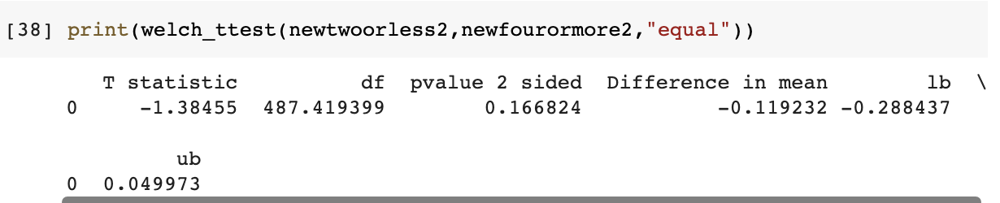 [38] print(welch_ttest(newtwoorless2,newfourormore2,"equal"))
T statistic df pvalue 2 sided Difference in mean lb \
0 -1.38455 487.419399 0.166824 -0.119232 -0.288437
ub
0 0.049973